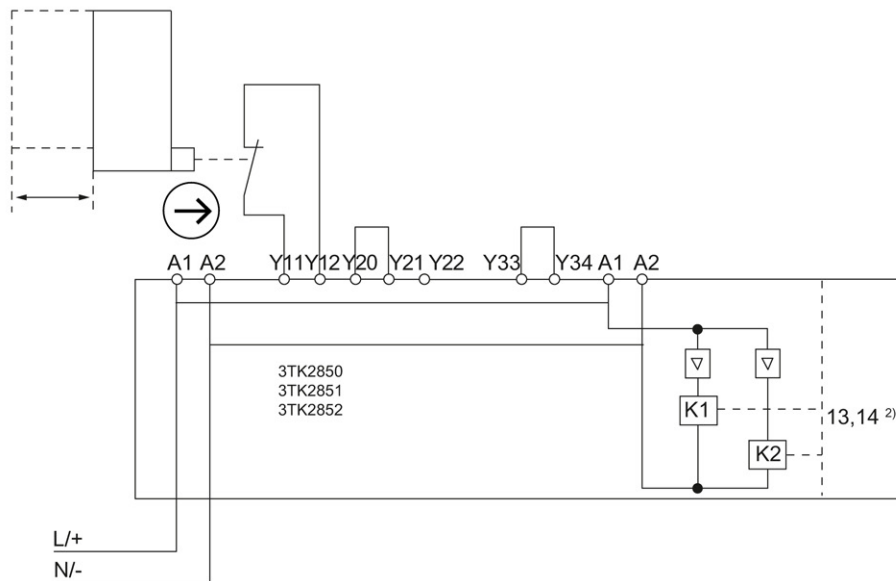 A1 A2 Y11 Y12 Y20 Y21 Y22 Y33 Y34 A1 A2
3TK2850
3TK2851
3TK2852
K1
13,14 2)
K2
L/+
N/-